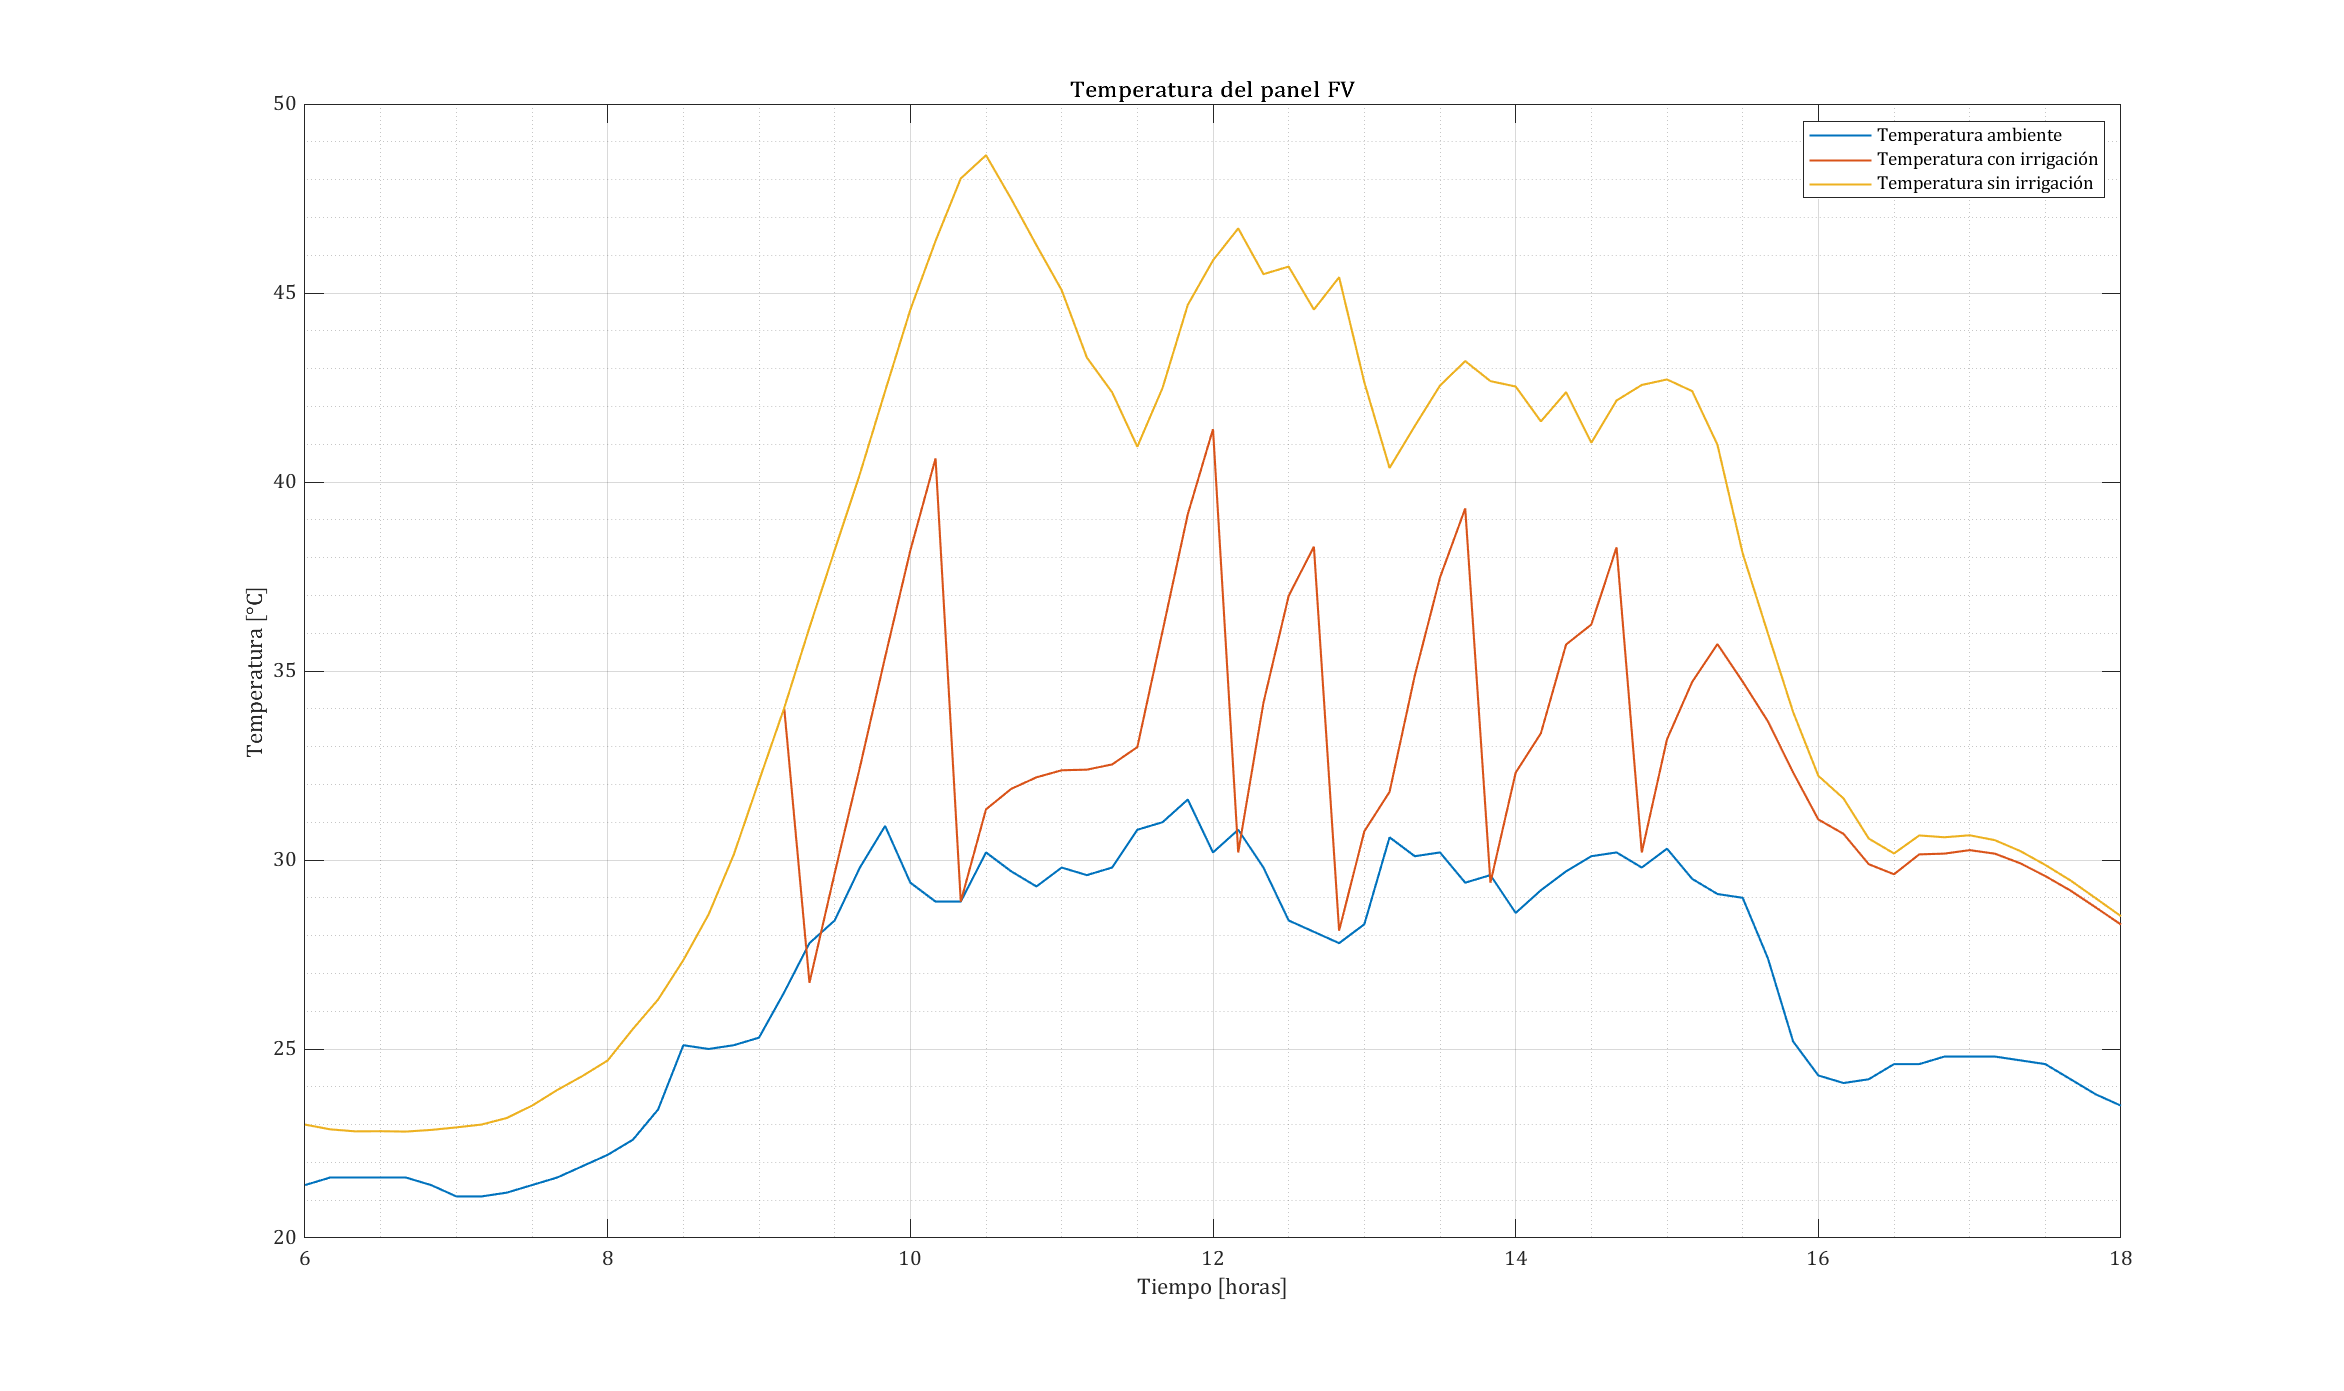 Temperatura del panel FV
50
45
40
35
30
25
20
Temperatura [°C]
Temperatura ambiente
Temperatura con irrigación
Temperatura sin irrigación
6 8 10 12 14 16 18
Tiempo [horas]